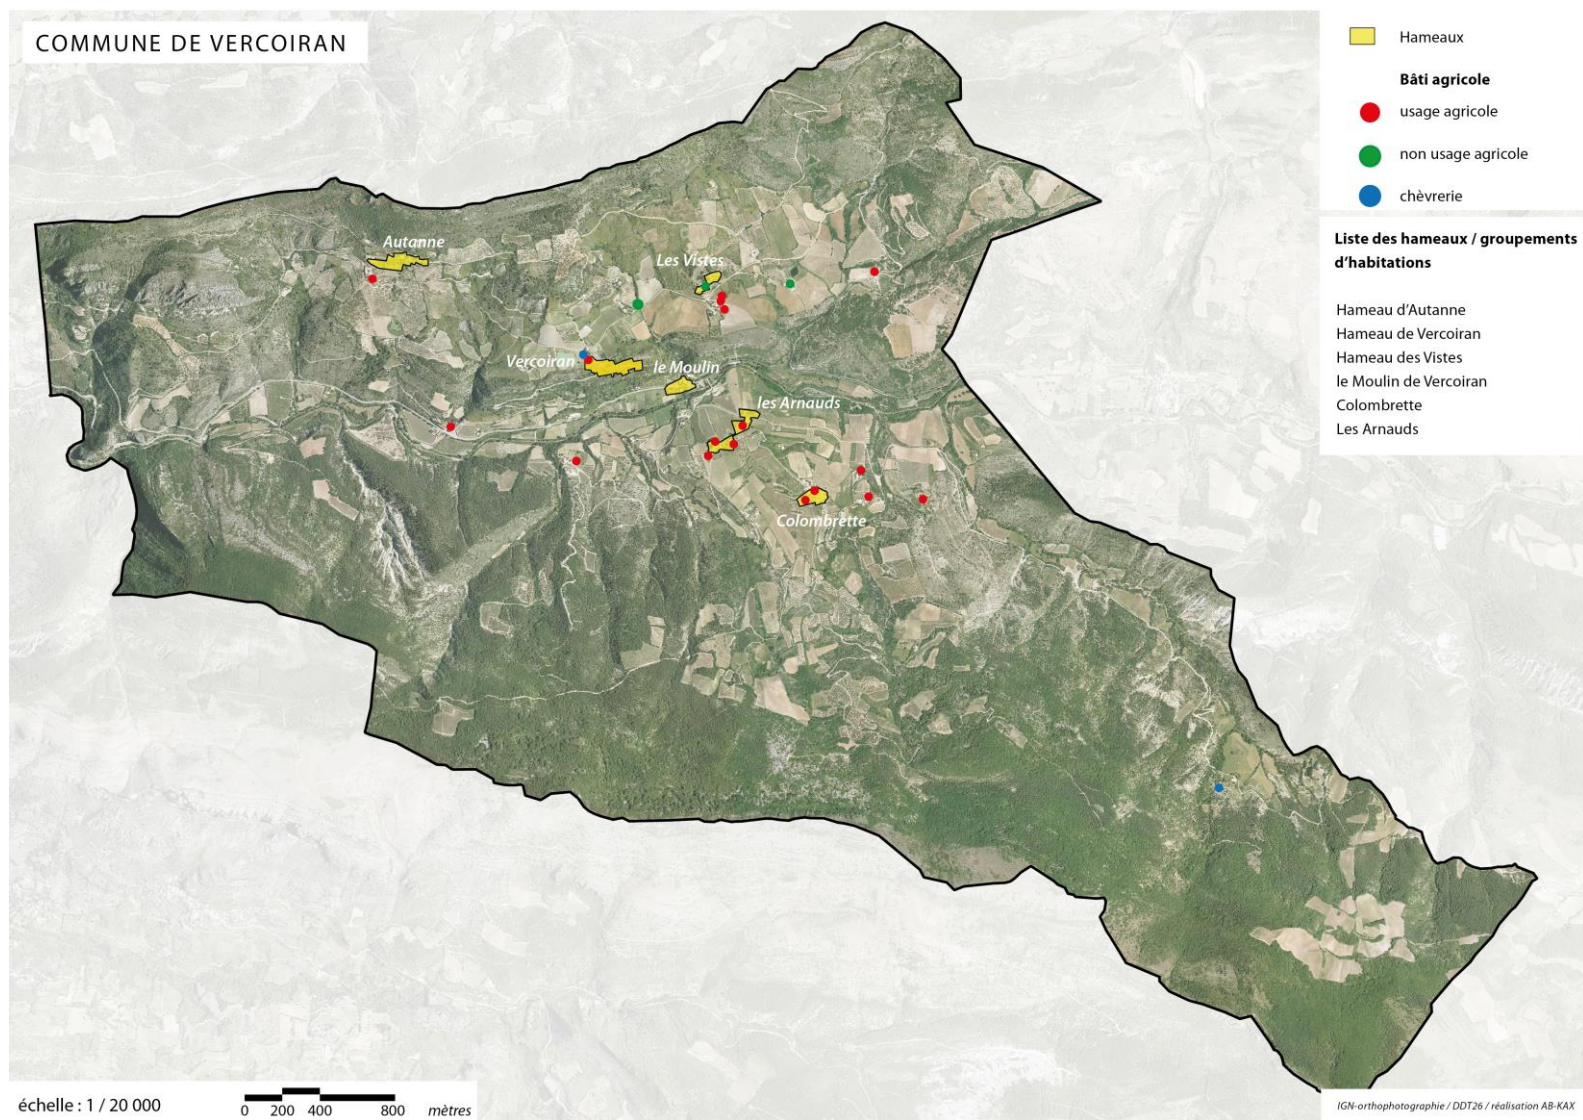 COMMUNE DE VERCOIRAN
Hameaux
Bâti agricole
usage agricole
non usage agricole
chèvrerie
Liste des hameaux / groupements
d'habitations
Hameau d'Autanne
Hameau de Vercoiran
Hameau des Vistes
le Moulin de Vercoiran
Colombrette
Les Arnauds
Autanne
Les Vistes
Vercoiran
le Moulin
les Arnauds
Colombrette
échelle : 1 / 20 000
0 200 400 800 mètres
IGN-orthophotographie / DDT26 / réalisation AB-KAX